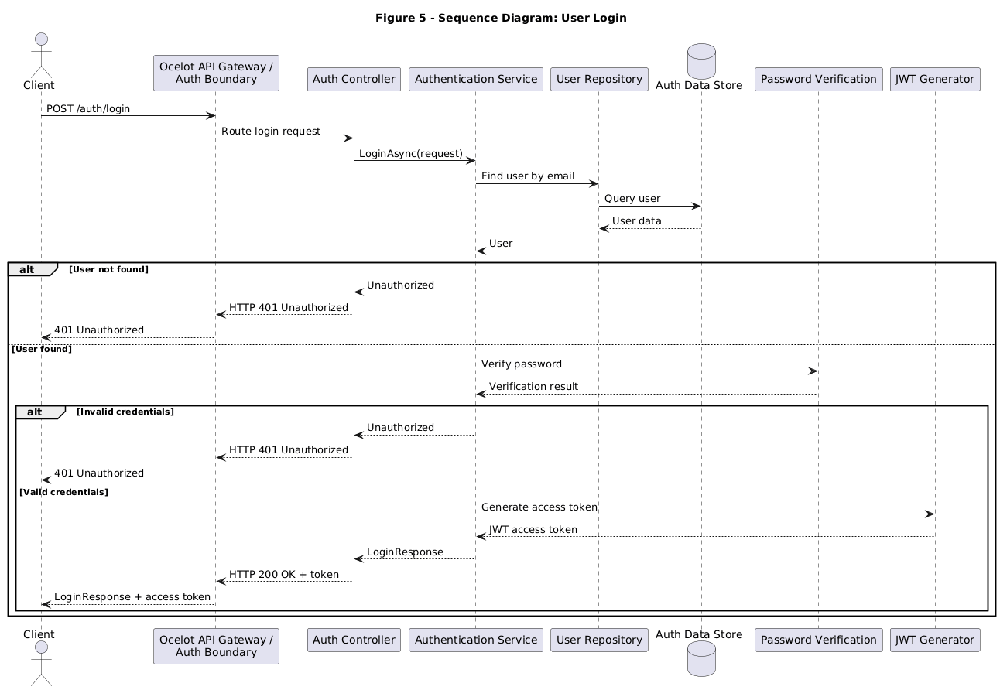 Figure 5 - Sequence Diagram: User Login
Client
Ocelot API Gateway /
Auth Boundary
Auth Controller
Authentication Service
User Repository
Auth Data Store
Password Verification
JWT Generator
POST /auth/login
Route login request
LoginAsync(request)
Find user by email
Query user
User data
User
alt
[User not found]
Unauthorized
HTTP 401 Unauthorized
401 Unauthorized
[User found]
Verify password
Verification result
alt
[Invalid credentials]
Unauthorized
HTTP 401 Unauthorized
401 Unauthorized
[Valid credentials]
Generate access token
JWT access token
LoginResponse
HTTP 200 OK + token
LoginResponse + access token
Client
Ocelot API Gateway /
Auth Boundary
Auth Controller
Authentication Service
User Repository
Auth Data Store
Password Verification
JWT Generator